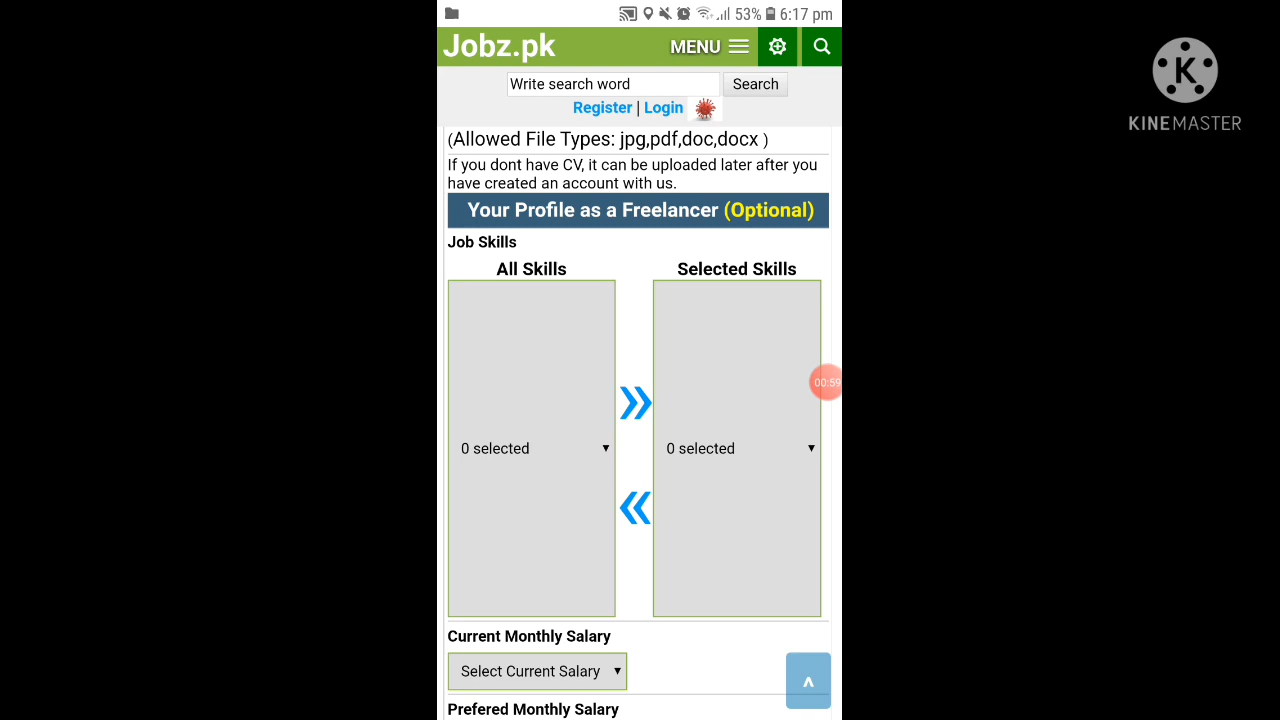 53% 6:17 pm
Jobz.pk MENU
Write search word Search
Register | Login
(Allowed File Types: jpg,pdf,doc,docx )
If you dont have CV, it can be uploaded later after you
have created an account with us.
Your Profile as a Freelancer (Optional)
Job Skills
All Skills Selected Skills
0 selected 0 selected
00:59
Current Monthly Salary
Select Current Salary
Prefered Monthly Salary
K
KINEMASTER